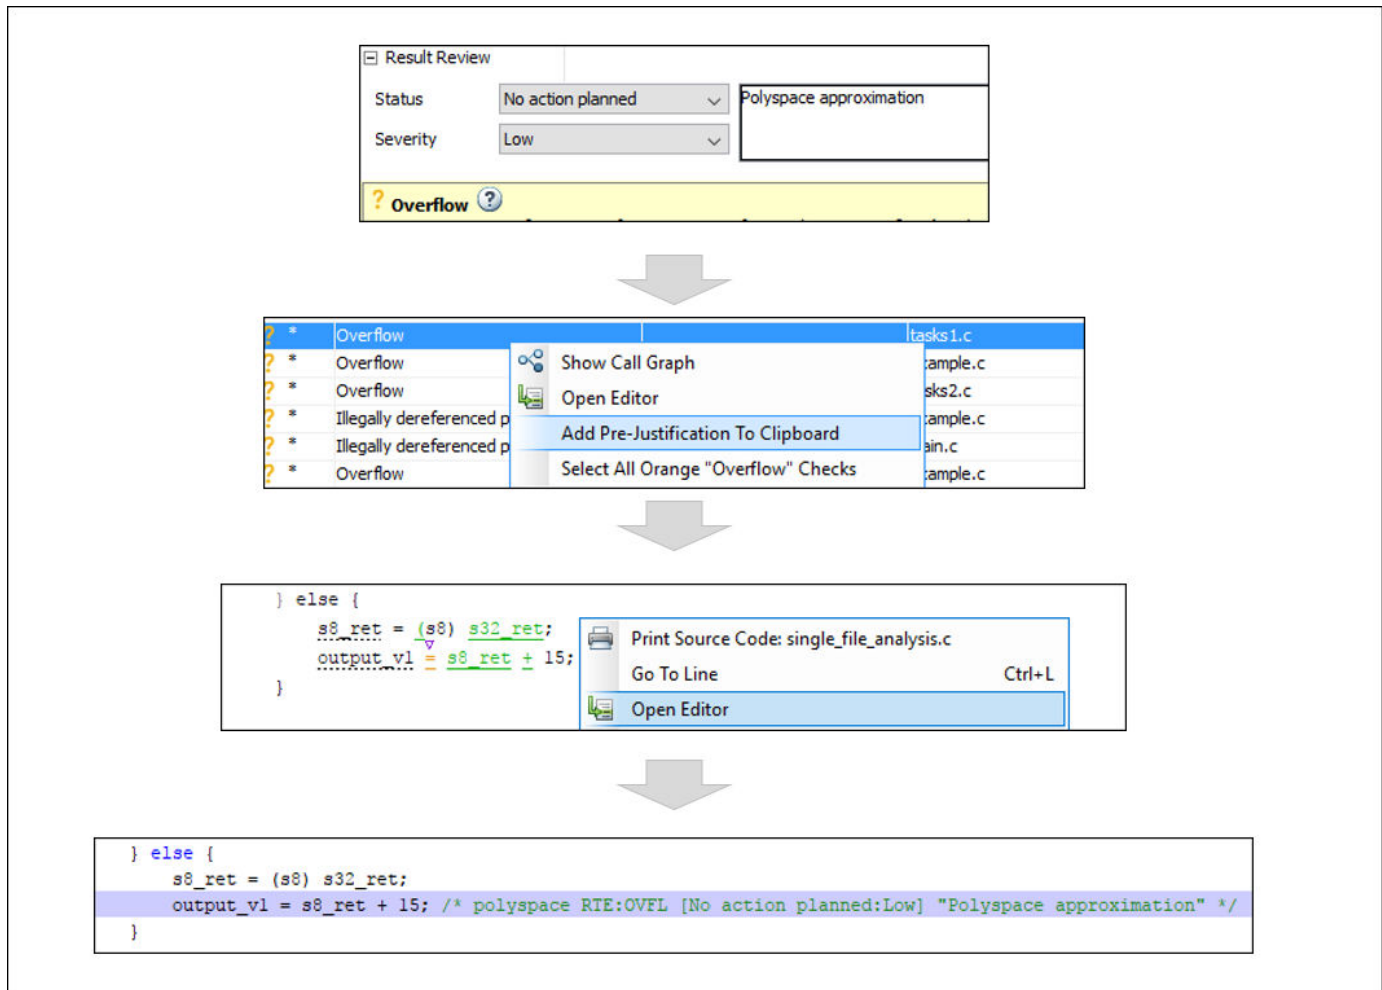 Result Review
Status No action planned Polyspace approximation
Severity Low
? Overflow ?
? * Overflow tasks1.c
? * Overflow Show Call Graph ample.c
? * Overflow Open Editor sks2.c
? * Illegally dereferenced p Add Pre-Justification To Clipboard ample.c
? * Illegally dereferenced p ain.c
? * Overflow Select All Orange "Overflow" Checks ample.c
} else {
s8_ret = (s8) s32_ret;
output_v1 = s8_ret + 15;
}
Print Source Code: single_file_analysis.c
Go To Line Ctrl+L
Open Editor
} else {
s8_ret = (s8) s32_ret;
output_v1 = s8_ret + 15; /* polyspace RTE:OVFL [No action planned:Low] "Polyspace approximation" */
}